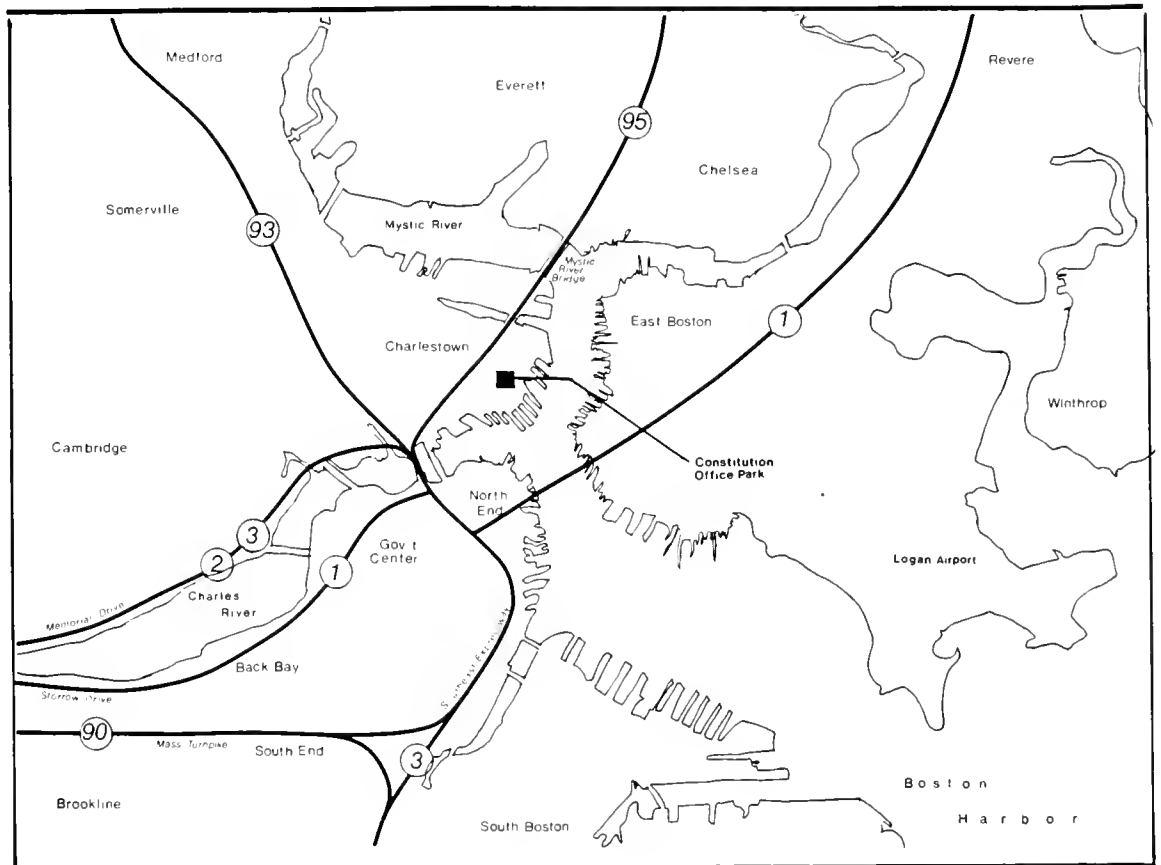 Medford
Revere
Everett
95
Chelsea
Somerville
93
Mystic River
Mystic
River
Bridge
East Boston
1
Charlestown
Winthrop
Cambridge
Constitution
Office Park
North
End
3
Gov't
Center
2
1
Logan Airport
Charles
River
Memorial Drive
Southeast Expressway
Back Bay
Storrow Drive
90
Mass Turnpike
South End
3
Boston
Harbor
Brookline
South Boston